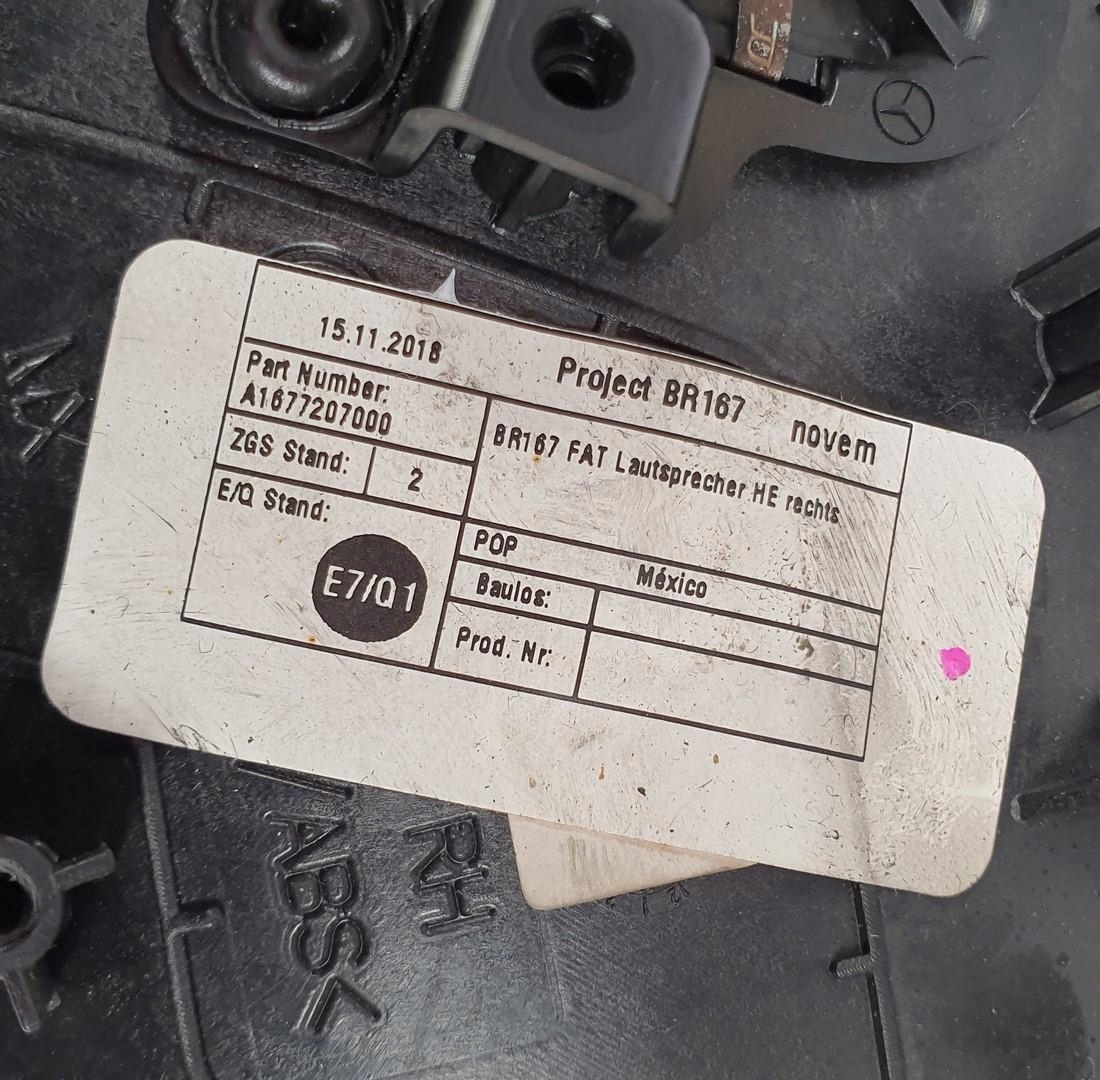 15.11.2018 Project BR167 novem
Part Number:
A1677207000
BR167 FAT Lautsprecher HE rechts
ZGS Stand: 2
E/Q Stand:
E7/Q1
POP México
Baulos:
Prod. Nr:
RH
ABS<